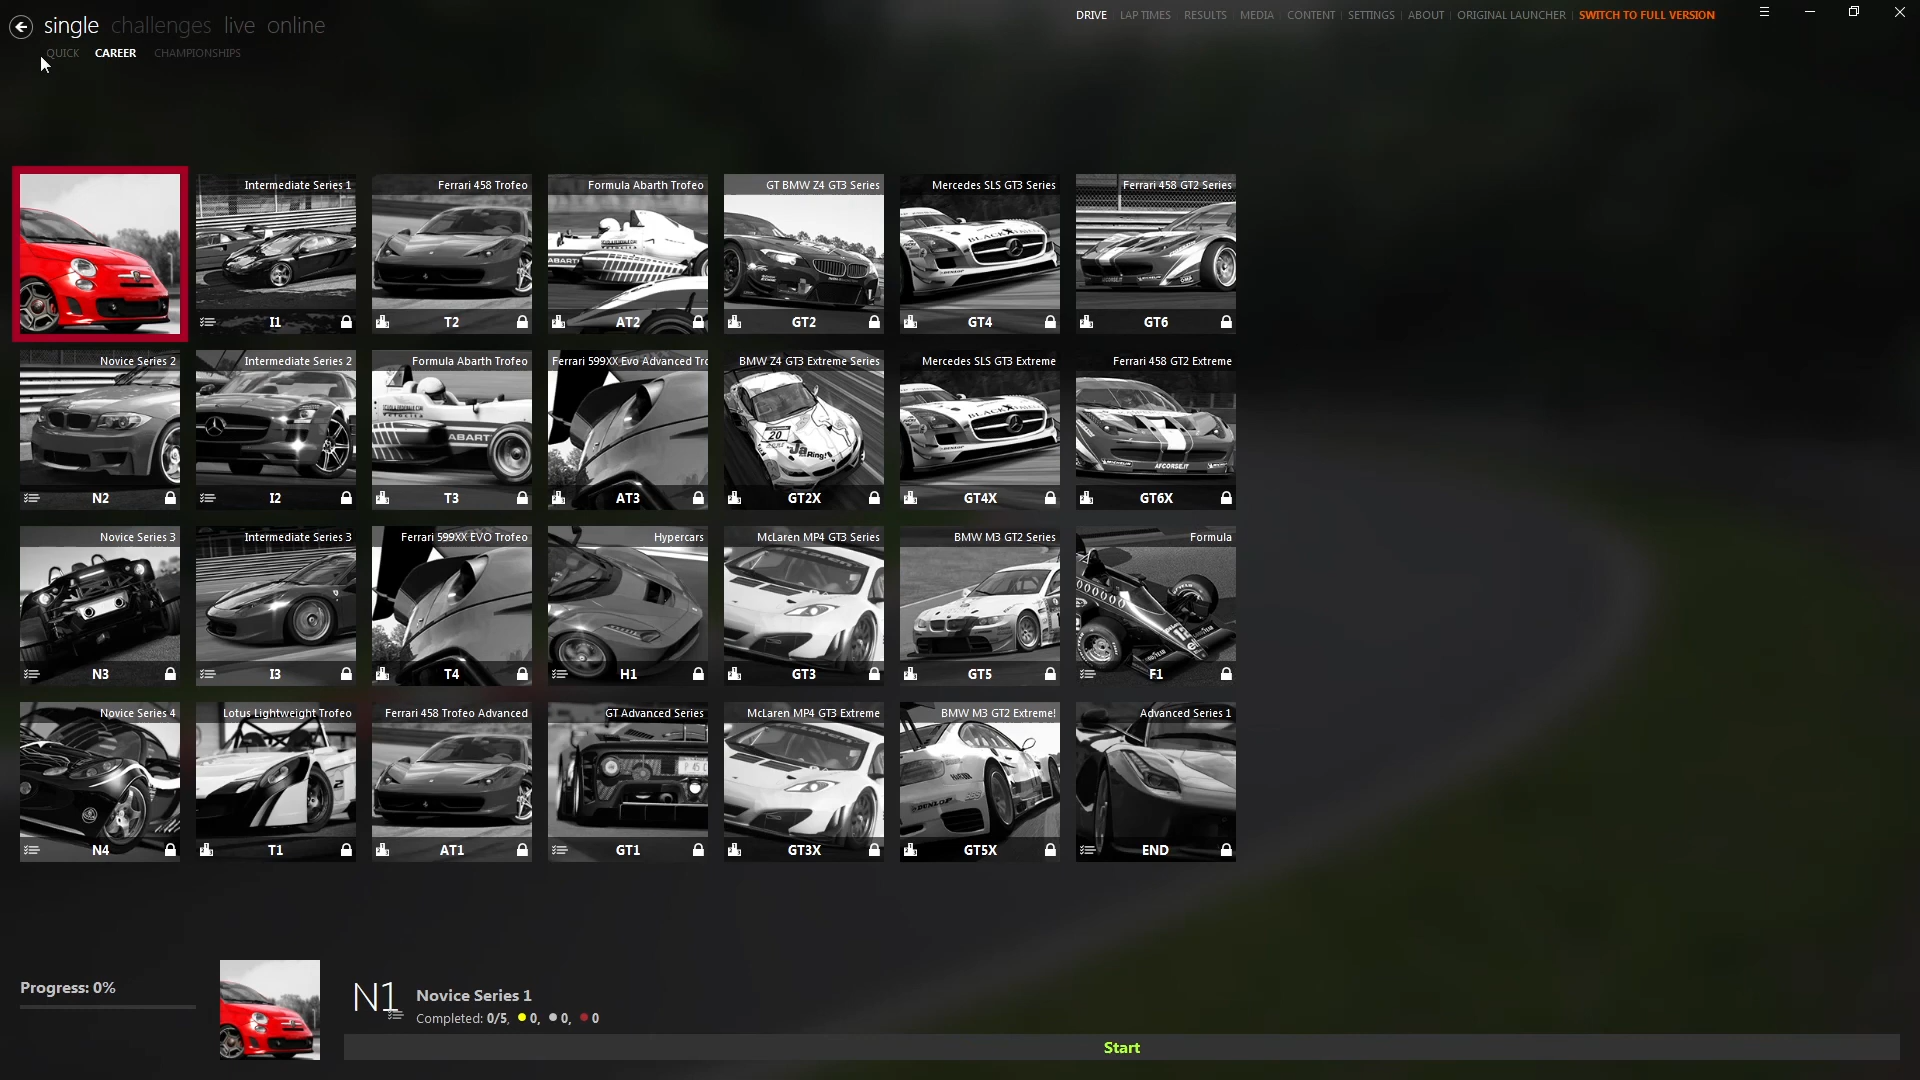 single challenges live online
DRIVE LAP TIMES RESULTS MEDIA CONTENT SETTINGS ABOUT ORIGINAL LAUNCHER SWITCH TO FULL VERSION
QUICK CAREER CHAMPIONSHIPS
Intermediate Series 1
I1
Ferrari 458 Trofeo
T2
Formula Abarth Trofeo
AT2
GT BMW Z4 GT3 Series
GT2
Mercedes SLS GT3 Series
GT4
Ferrari 458 GT2 Series
GT6
Novice Series 2
N2
Intermediate Series 2
I2
Formula Abarth Trofeo
ABART
T3
Ferrari 599XX Evo Advanced Tro
AT3
BMW Z4 GT3 Extreme Series
20
GT2X
Mercedes SLS GT3 Extreme
GT4X
Ferrari 458 GT2 Extreme
AFCORSE.IT
GT6X
Novice Series 3
N3
Intermediate Series 3
I3
Ferrari 599XX EVO Trofeo
T4
Hypercars
H1
McLaren MP4 GT3 Series
GT3
BMW M3 GT2 Series
GT5
Formula
F1
Novice Series 4
N4
Lotus Lightweight Trofeo
T1
Ferrari 458 Trofeo Advanced
AT1
GT Advanced Series
GT1
McLaren MP4 GT3 Extreme
GT3X
BMW M3 GT2 Extreme!
DUNLOP
GT5X
Advanced Series 1
END
Progress: 0%
N1
Novice Series 1
Completed: 0/5, 0, 0, 0
Start